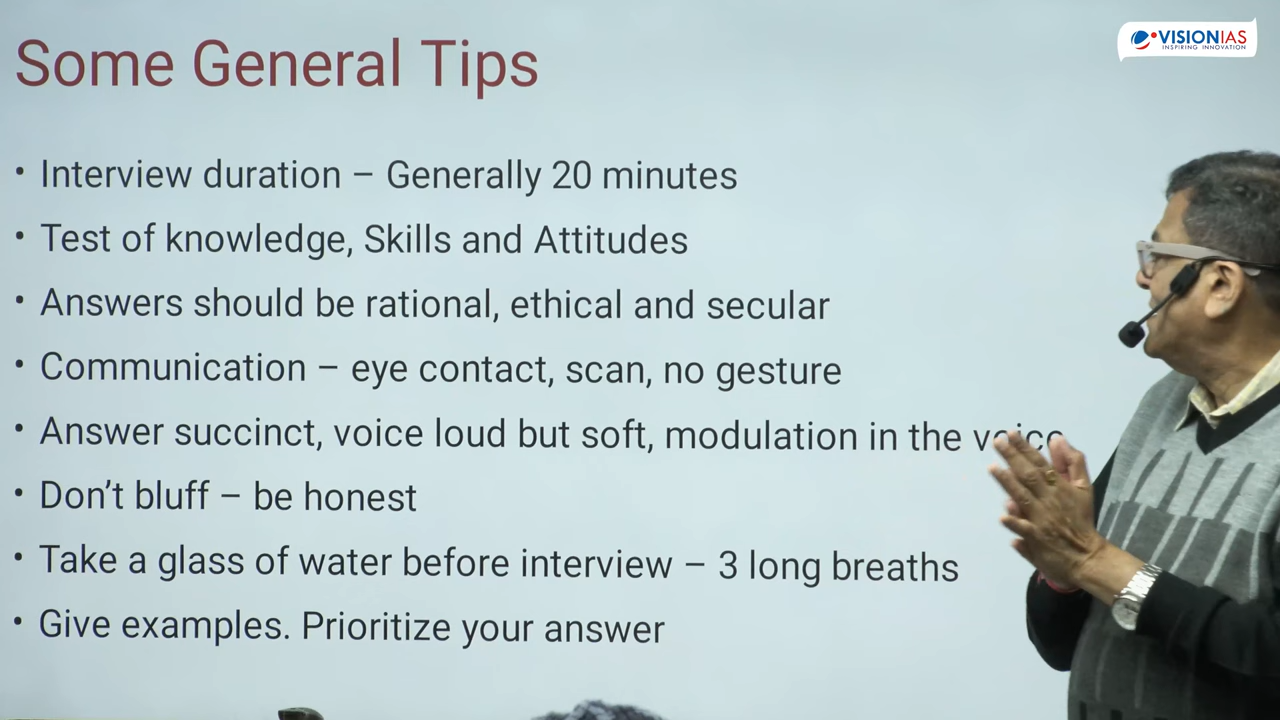 Some General Tips
VISIONIAS
INSPIRING INNOVATION
• Interview duration – Generally 20 minutes
• Test of knowledge, Skills and Attitudes
• Answers should be rational, ethical and secular
• Communication – eye contact, scan, no gesture
• Answer succinct, voice loud but soft, modulation in the voice
• Don't bluff – be honest
• Take a glass of water before interview – 3 long breaths
• Give examples. Prioritize your answer